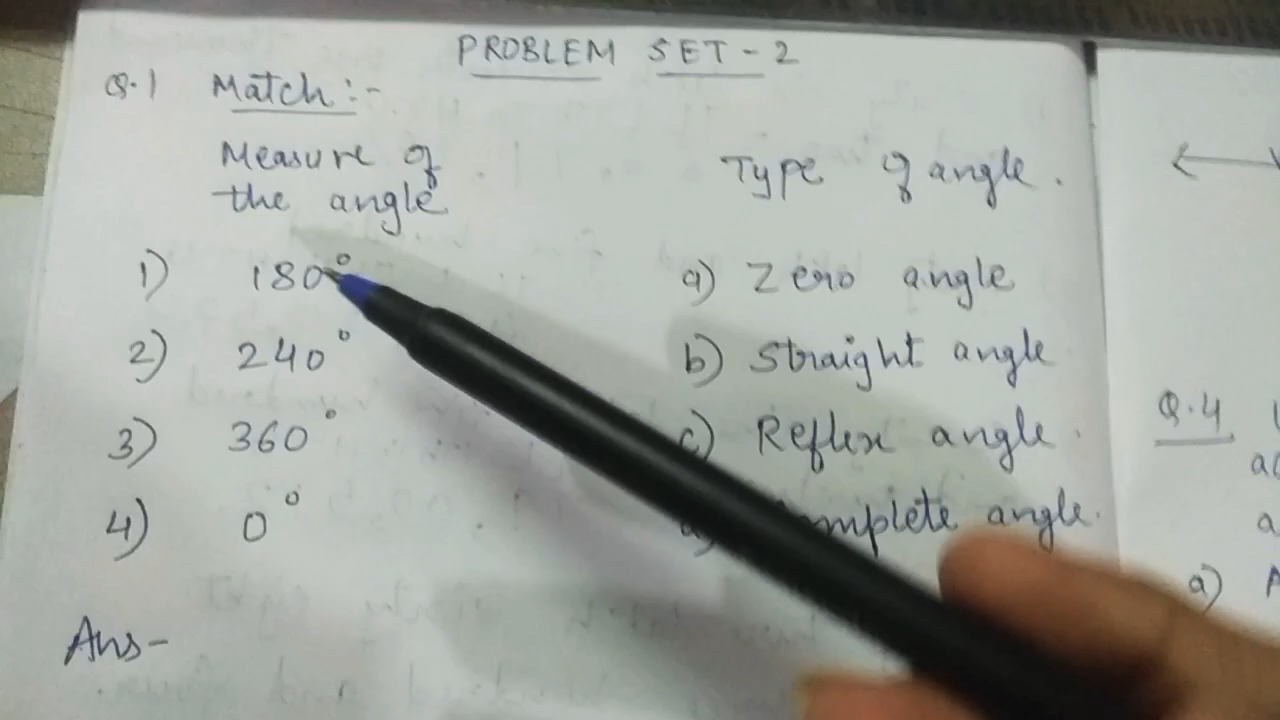 PROBLEM SET-2
Q.1 Match:-
Measure of
the angle
Type of angle.
1) 180° a) Zero angle
2) 240° b) Straight angle
3) 360° c) Reflex angle.
4) 0° angle.
Ans-
Q.4
a)